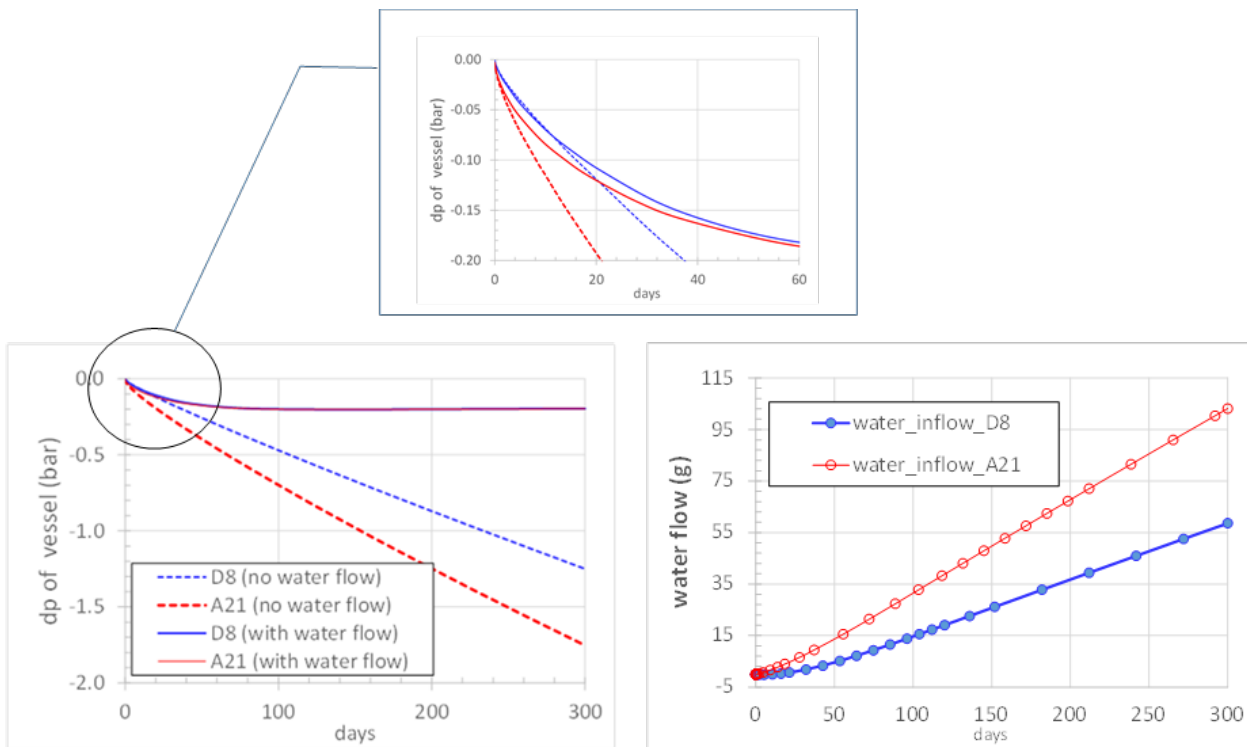 0.00
-0.05
-0.10
-0.15
-0.20
dp of vessel (bar)
0
20
40
60
days
0.0
-0.5
-1.0
-1.5
-2.0
dp of vessel (bar)
D8 (no water flow)
A21 (no water flow)
D8 (with water flow)
A21 (with water flow)
0
100
200
300
days
115
95
75
55
35
15
-5
water flow (g)
water_inflow_D8
water_inflow_A21
0
50
100
150
200
250
300
days